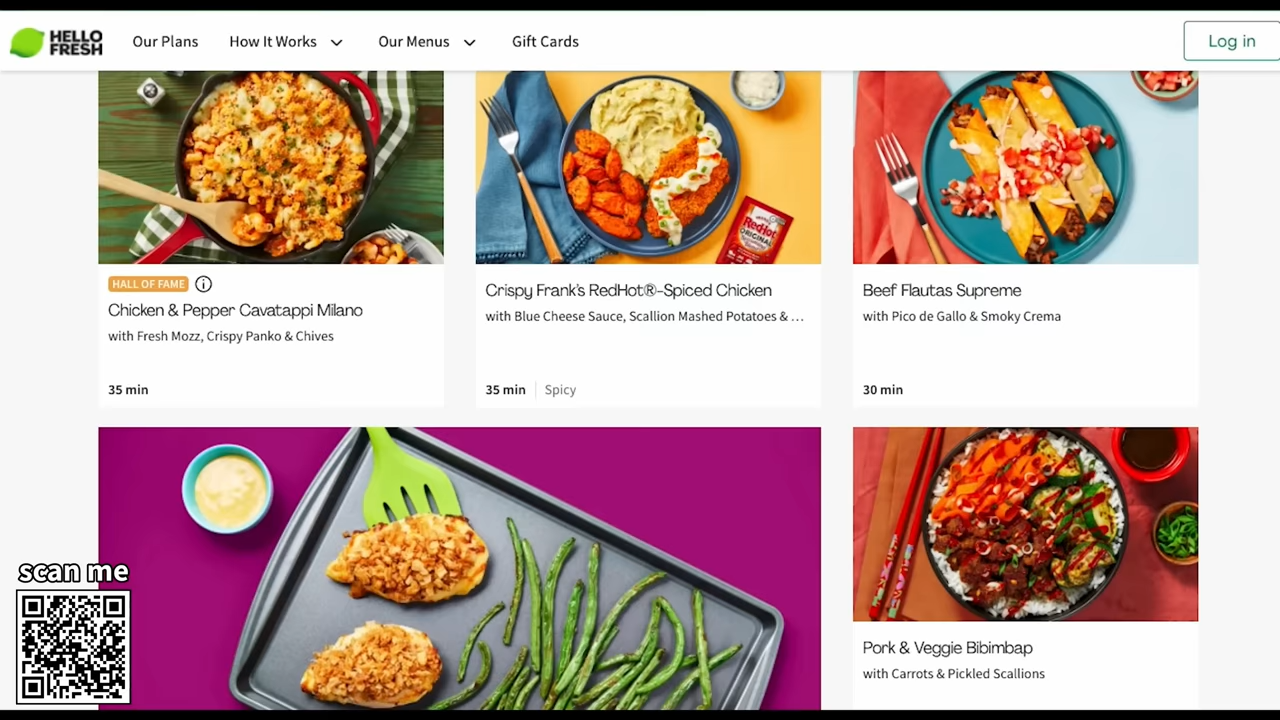 HELLO
FRESH
Our Plans
How It Works
Our Menus
Gift Cards
Log in
HALL OF FAME
Chicken & Pepper Cavatappi Milano
with Fresh Mozz, Crispy Panko & Chives
35 min
RedHot
ORIGINAL
Crispy Frank's RedHot®-Spiced Chicken
with Blue Cheese Sauce, Scallion Mashed Potatoes & ...
35 min
Spicy
Beef Flautas Supreme
with Pico de Gallo & Smoky Crema
30 min
scan me
Pork & Veggie Bibimbap
with Carrots & Pickled Scallions